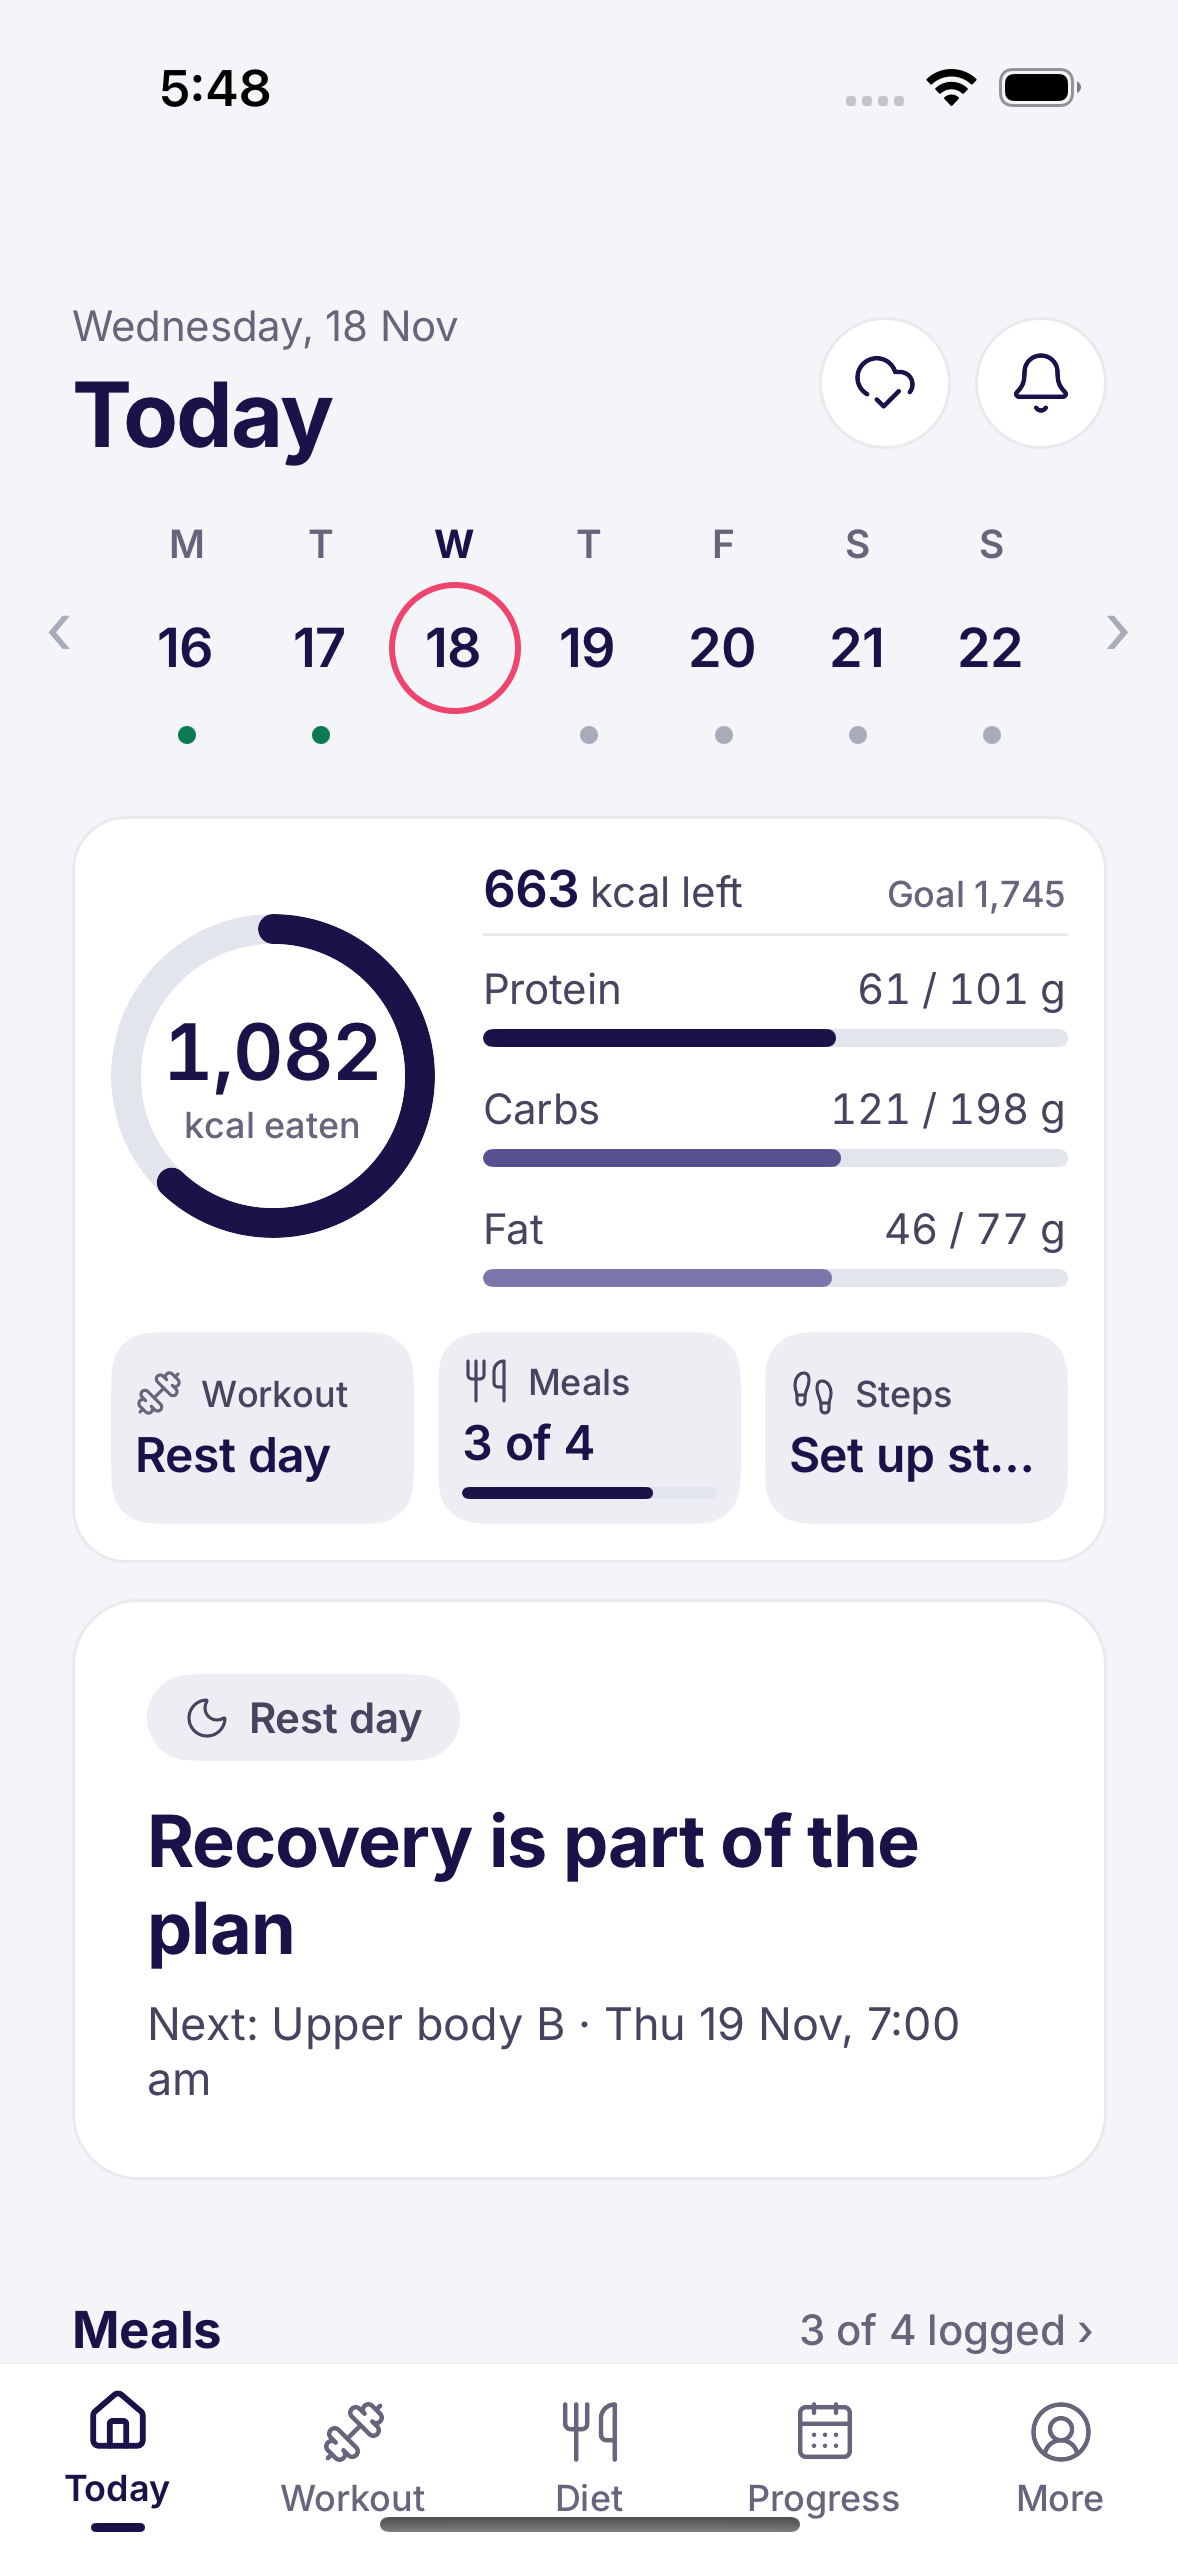 5:48
Wednesday, 18 Nov
Today
M T W T F S S
‹ 16 17 18 19 20 21 22 ›
663 kcal left Goal 1,745
1,082
kcal eaten
Protein 61 / 101 g
Carbs 121 / 198 g
Fat 46 / 77 g
Workout
Rest day
Meals
3 of 4
Steps
Set up st...
Rest day
Recovery is part of the
plan
Next: Upper body B · Thu 19 Nov, 7:00
am
Meals 3 of 4 logged ›
Today Workout Diet Progress More